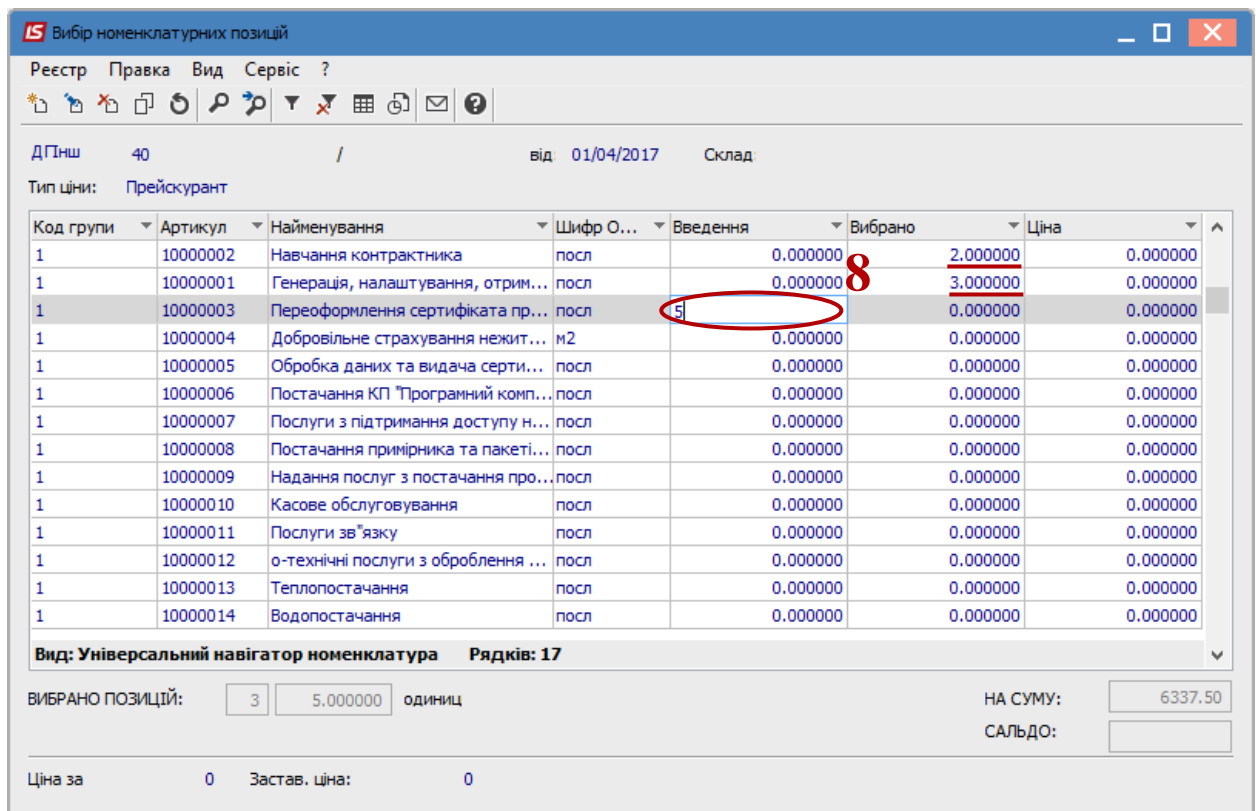 IS Вибір номенклатурних позицій
Реєстр Правка Вид Сервіс ?
ДГІнш 40 / від: 01/04/2017 Склад:
Тип ціни: Прейскурант
Код групи Артикул Найменування Шифр О... Введення Вибрано Ціна
1 10000002 Навчання контрактника посл 0.000000 2.000000 0.000000
8
1 10000001 Генерація, налаштування, отрим... посл 0.000000 3.000000 0.000000
1 10000003 Переоформлення сертифіката пр... посл 5 0.000000 0.000000
1 10000004 Добровільне страхування нежит... м2 0.000000 0.000000 0.000000
1 10000005 Обробка даних та видача серти... посл 0.000000 0.000000 0.000000
1 10000006 Постачання КП "Програмний комп... посл 0.000000 0.000000 0.000000
1 10000007 Послуги з підтримання доступу н... посл 0.000000 0.000000 0.000000
1 10000008 Постачання примірника та пакеті... посл 0.000000 0.000000 0.000000
1 10000009 Надання послуг з постачання про... посл 0.000000 0.000000 0.000000
1 10000010 Касове обслуговування посл 0.000000 0.000000 0.000000
1 10000011 Послуги зв"язку посл 0.000000 0.000000 0.000000
1 10000012 о-технічні послуги з оброблення ... посл 0.000000 0.000000 0.000000
1 10000013 Теплопостачання посл 0.000000 0.000000 0.000000
1 10000014 Водопостачання посл 0.000000 0.000000 0.000000
Вид: Універсальний навігатор номенклатура Рядків: 17
ВИБРАНО ПОЗИЦІЙ: 3 5.000000 одиниц НА СУМУ: 6337.50
САЛЬДО:
Ціна за 0 Застав. ціна: 0